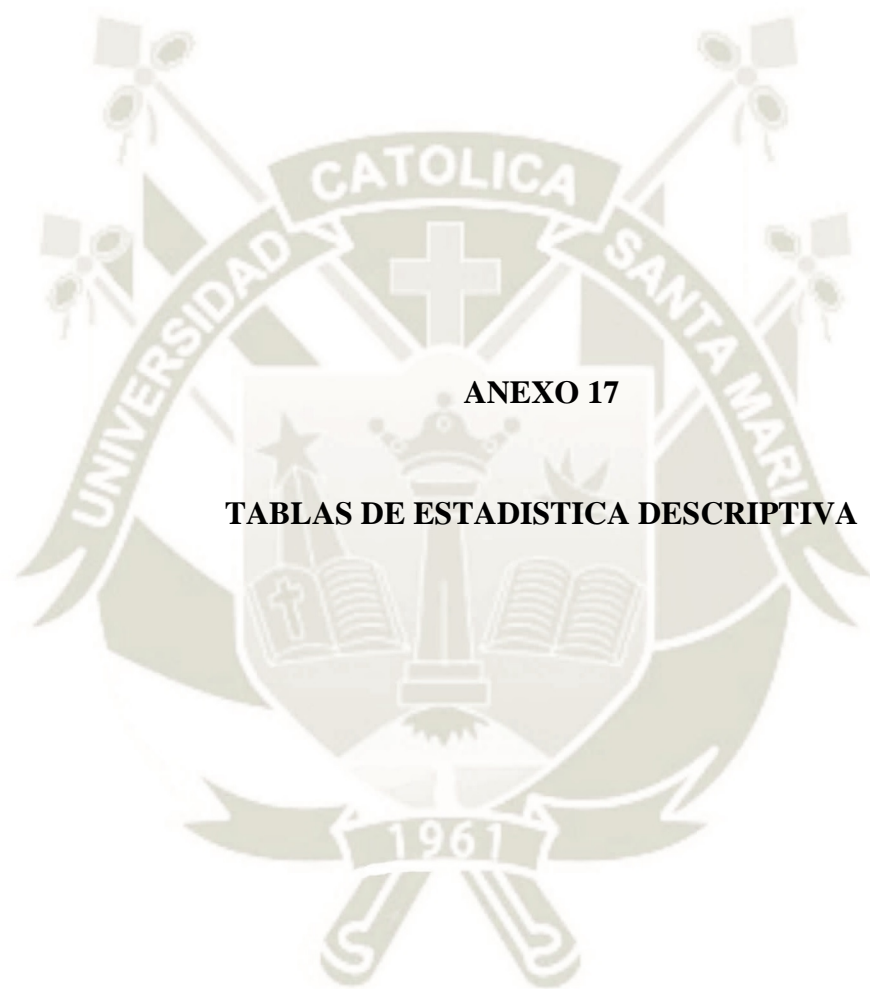 UNIVERSIDAD CATOLICA SANTA MARIA
ANEXO 17
TABLAS DE ESTADISTICA DESCRIPTIVA
1961